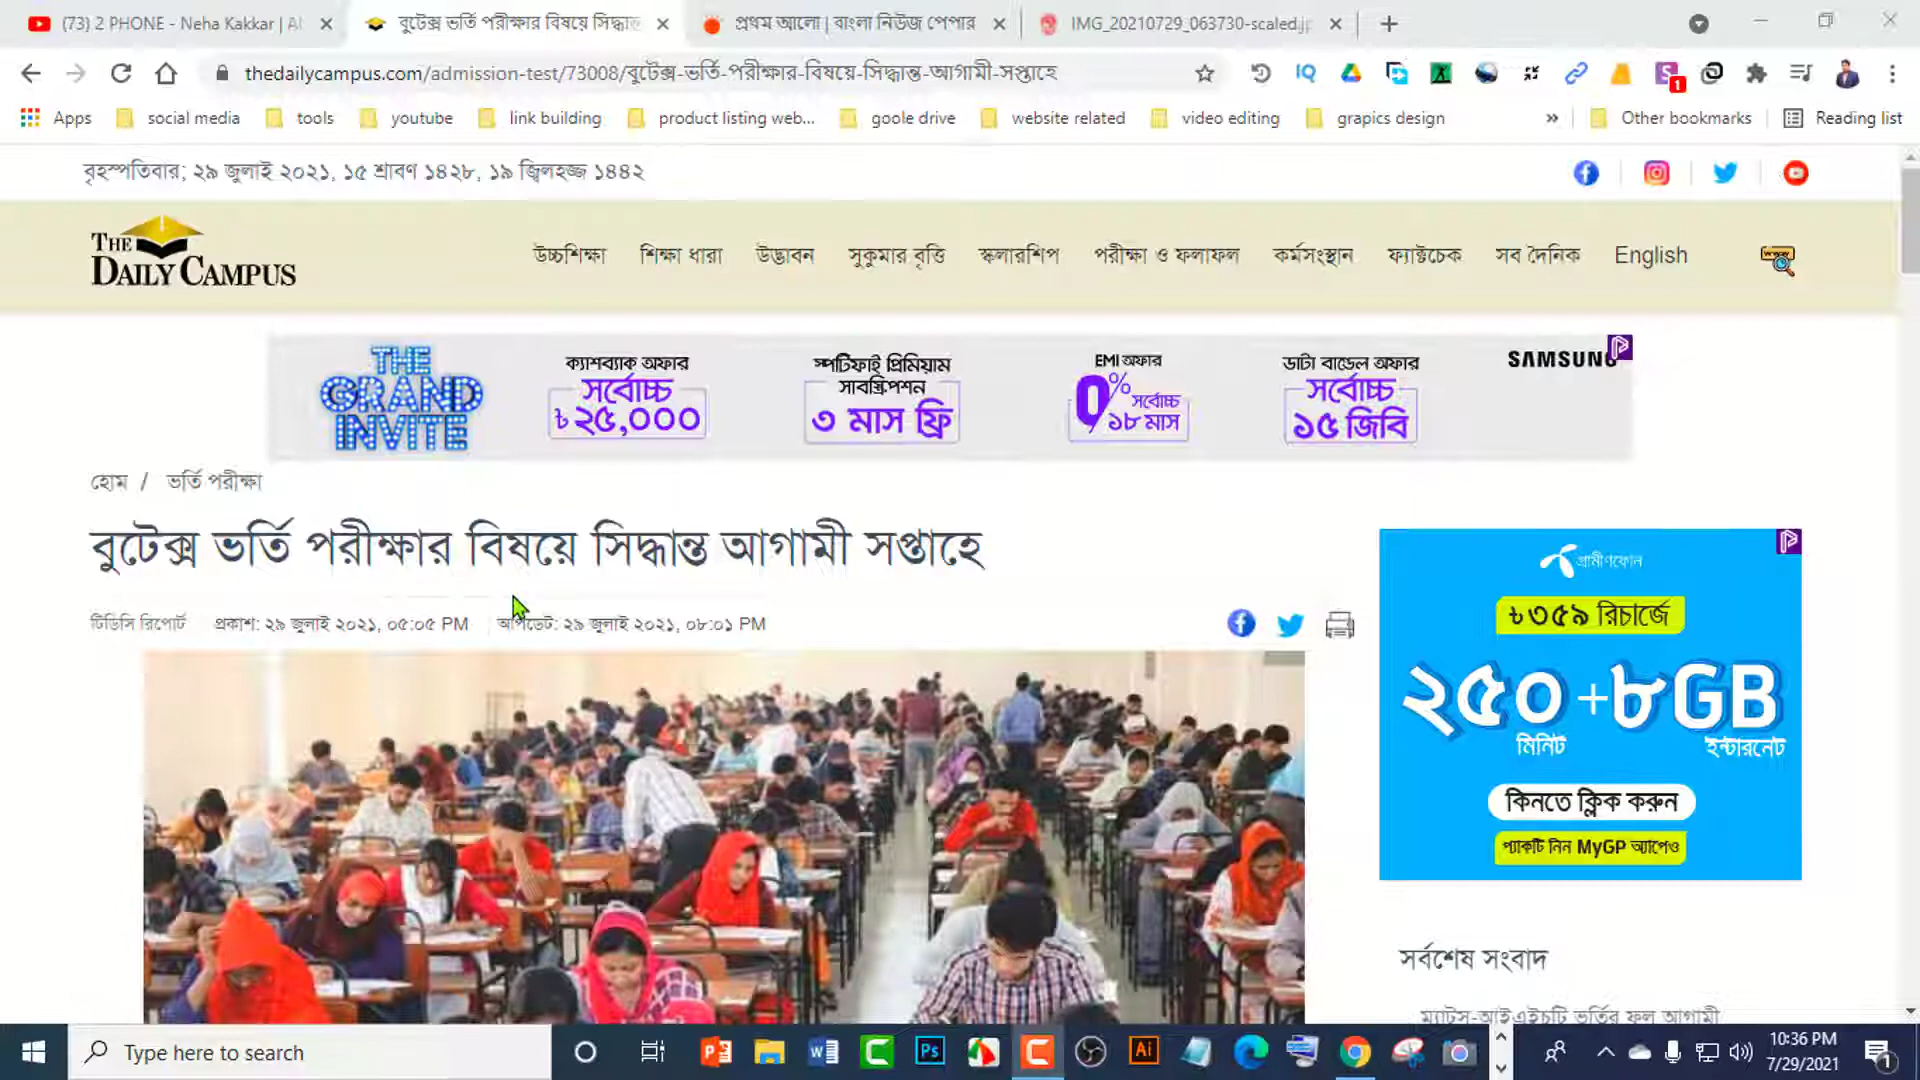 (73) 2 PHONE - Neha Kakkar | Al
বুটেক্স ভর্তি পরীক্ষার বিষয়ে সিদ্ধান্ত
প্রথম আলো | বাংলা নিউজ পেপার
IMG_20210729_063730-scaled.jp
thedailycampus.com/admission-test/73008/বুটেক্স-ভর্তি-পরীক্ষার-বিষয়ে-সিদ্ধান্ত-আগামী-সপ্তাহে
Apps
social media
tools
youtube
link building
product listing web...
goole drive
website related
video editing
grapics design
Other bookmarks
Reading list
বৃহস্পতিবার; ২৯ জুলাই ২০২১, ১৫ শ্রাবণ ১৪২৮, ১৯ জ্বিলহজ্জ ১৪৪২
THE
DAILY CAMPUS
উচ্চশিক্ষা
শিক্ষা ধারা
উদ্ভাবন
সুকুমার বৃত্তি
স্কলারশিপ
পরীক্ষা ও ফলাফল
কর্মসংস্থান
ফ্যাক্টচেক
সব দৈনিক
English
THE
GRAND
INVITE
ক্যাশব্যাক অফার
সর্বোচ্চ
৳২৫,০০০
স্পটিফাই প্রিমিয়াম
সাবস্ক্রিপশন
৩ মাস ফ্রি
EMI অফার
0% সর্বোচ্চ
১৮ মাস
ডাটা বান্ডেল অফার
সর্বোচ্চ
১৫ জিবি
SAMSUNG
হোম / ভর্তি পরীক্ষা
বুটেক্স ভর্তি পরীক্ষার বিষয়ে সিদ্ধান্ত আগামী সপ্তাহে
টিডিসি রিপোর্ট
প্রকাশ: ২৯ জুলাই ২০২১, ০৫:০৫ PM
আপডেট: ২৯ জুলাই ২০২১, ০৮:০১ PM
গ্রামীণফোন
৳৩৫৯ রিচার্জে
২৫০ + ৮GB
মিনিট
ইন্টারনেট
কিনতে ক্লিক করুন
প্যাকটি নিন MyGP অ্যাপেও
সর্বশেষ সংবাদ
ম্যাটস-আইএইচটি ভর্তির ফল আগামী
Type here to search
Ps
Ai
10:36 PM
7/29/2021